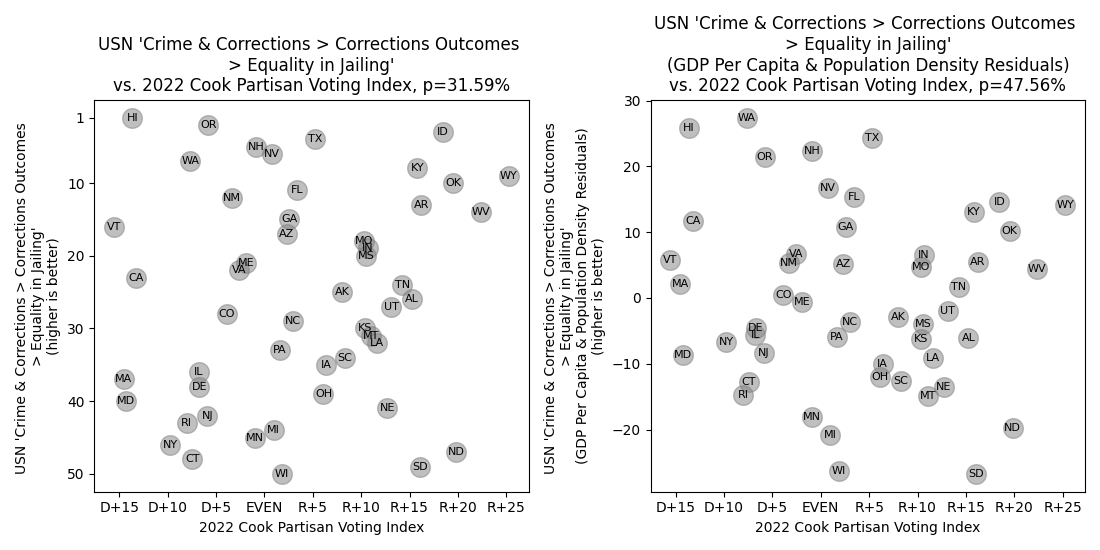 USN 'Crime & Corrections > Corrections Outcomes
> Equality in Jailing'
vs. 2022 Cook Partisan Voting Index, p=31.59%
USN 'Crime & Corrections > Corrections Outcomes
> Equality in Jailing'
(higher is better)
1
10
20
30
40
50
HI
OR
TX
ID
NH
NV
WA
KY
WY
OK
FL
NM
AR
WV
GA
VT
AZ
MO
IN
MS
ME
VA
CA
TN
AK
AL
UT
CO
NC
KS
MT
LA
PA
SC
IA
IL
MA
DE
OH
MD
NE
NJ
RI
MI
MN
NY
ND
CT
SD
WI
D+15
D+10
D+5
EVEN
R+5
R+10
R+15
R+20
R+25
2022 Cook Partisan Voting Index
USN 'Crime & Corrections > Corrections Outcomes
> Equality in Jailing'
(GDP Per Capita & Population Density Residuals)
vs. 2022 Cook Partisan Voting Index, p=47.56%
USN 'Crime & Corrections > Corrections Outcomes
> Equality in Jailing'
(GDP Per Capita & Population Density Residuals)
(higher is better)
30
20
10
0
−10
−20
WA
HI
TX
NH
OR
NV
FL
ID
WY
KY
CA
GA
OK
VA
IN
VT
NM
AZ
AR
MO
WV
MA
TN
CO
ME
UT
AK
NC
MS
DE
IL
PA
KS
AL
NY
NJ
MD
LA
IA
OH
SC
CT
NE
RI
MT
MN
ND
MI
WI
SD
D+15
D+10
D+5
EVEN
R+5
R+10
R+15
R+20
R+25
2022 Cook Partisan Voting Index